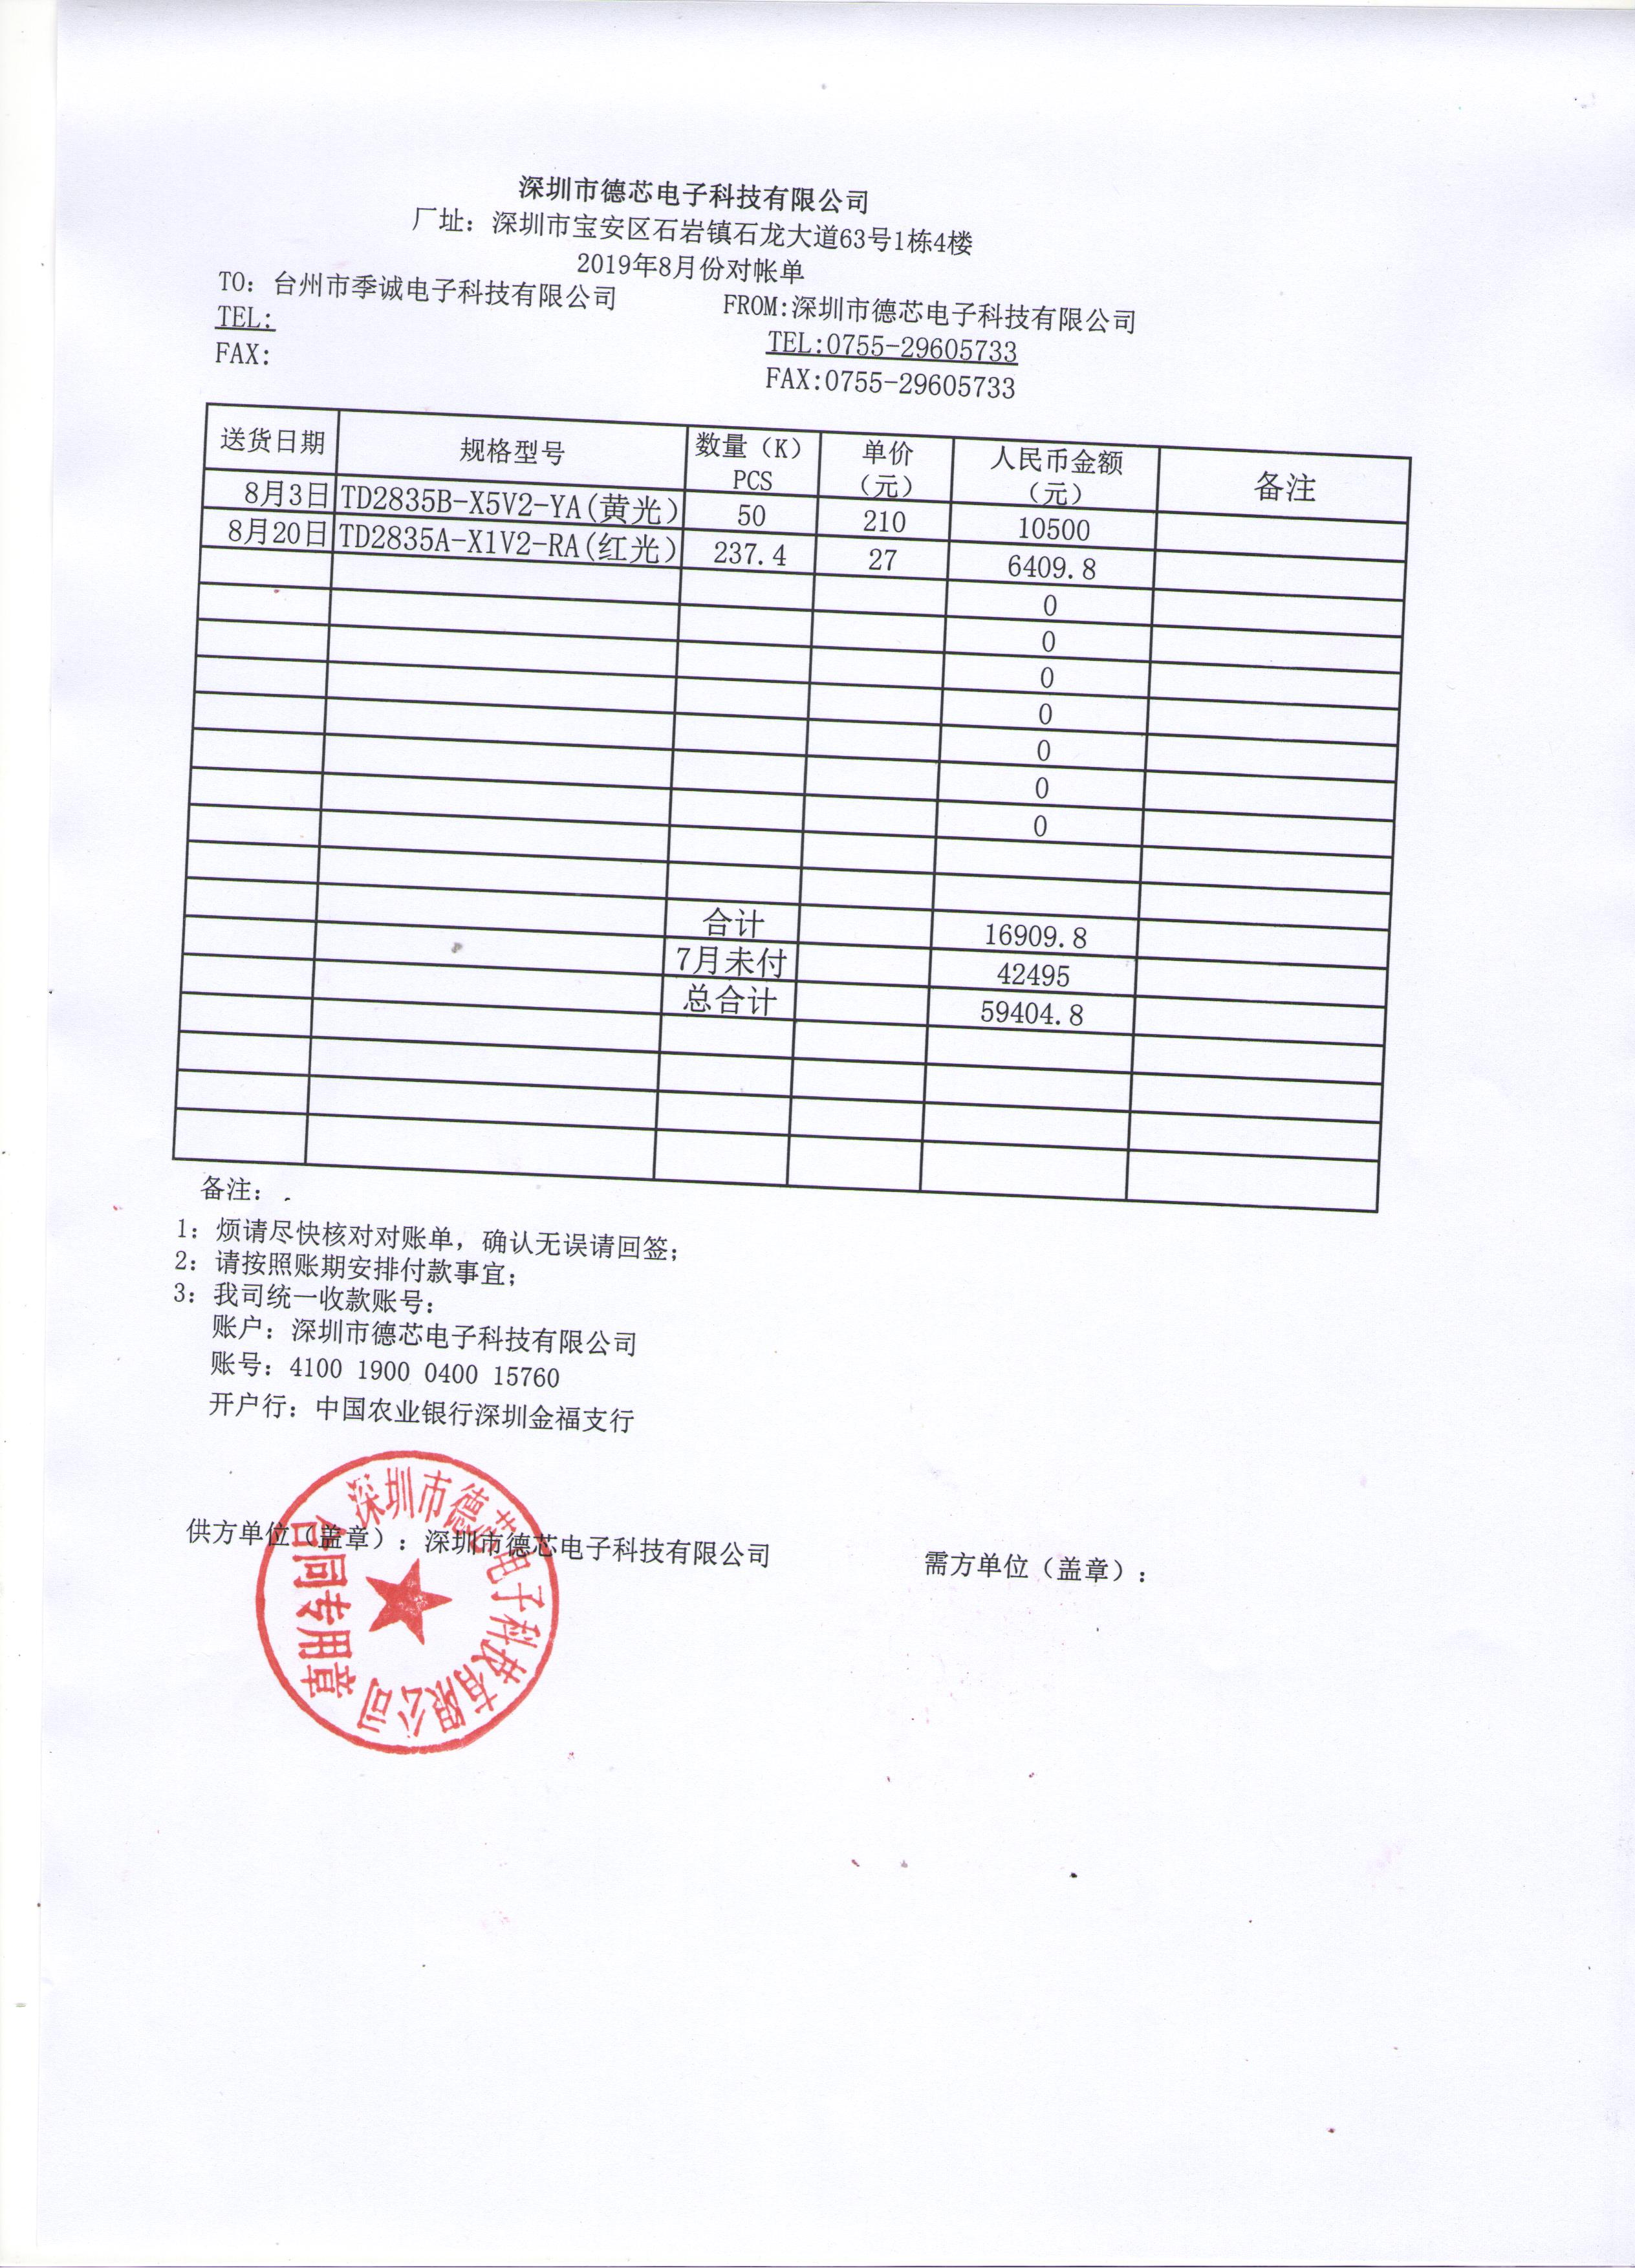 深圳市德芯电子科技有限公司
厂址：深圳市宝安区石岩镇石龙大道63号1栋4楼
2019年8月份对帐单
TO：台州市季诚电子科技有限公司 FROM:深圳市德芯电子科技有限公司
TEL: TEL:0755-29605733
FAX: FAX:0755-29605733
送货日期 规格型号 数量（K）PCS 单价（元） 人民币金额（元） 备注
8月3日 TD2835B-X5V2-YA(黄光) 50 210 10500
8月20日 TD2835A-X1V2-RA(红光) 237.4 27 6409.8
0
0
0
0
0
0
0
合计 16909.8
7月未付 42495
总合计 59404.8
备注：.
1：烦请尽快核对对账单，确认无误请回签；
2：请按照账期安排付款事宜；
3：我司统一收款账号：
账户：深圳市德芯电子科技有限公司
账号：4100 1900 0400 15760
开户行：中国农业银行深圳金福支行
供方单位（盖章）：深圳市德芯电子科技有限公司 需方单位（盖章）：
深圳市德芯电子科技有限公司
合同专用章